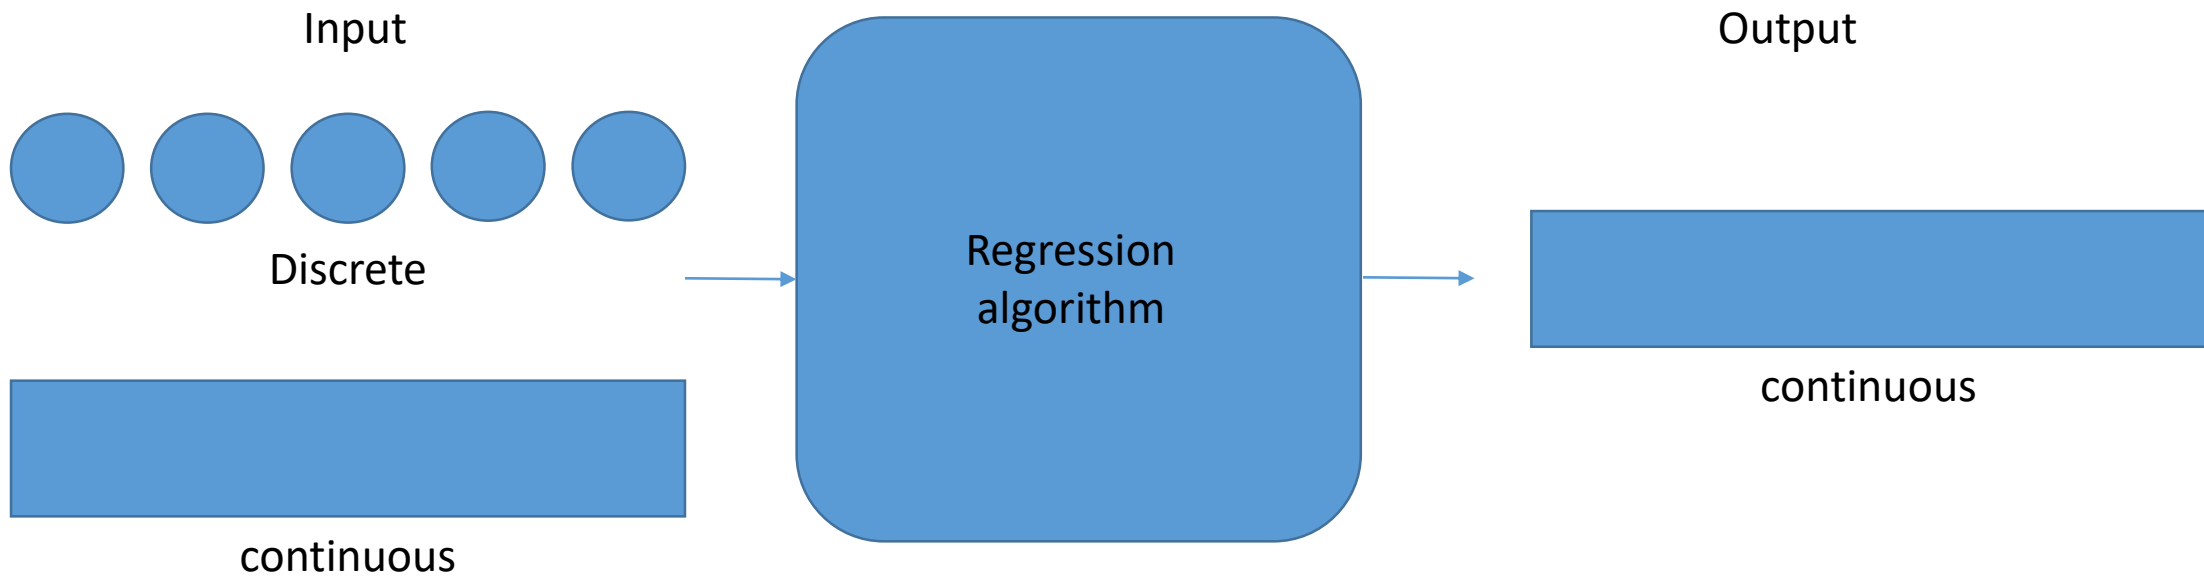 Input
Discrete
continuous
Regression
algorithm
Output
continuous